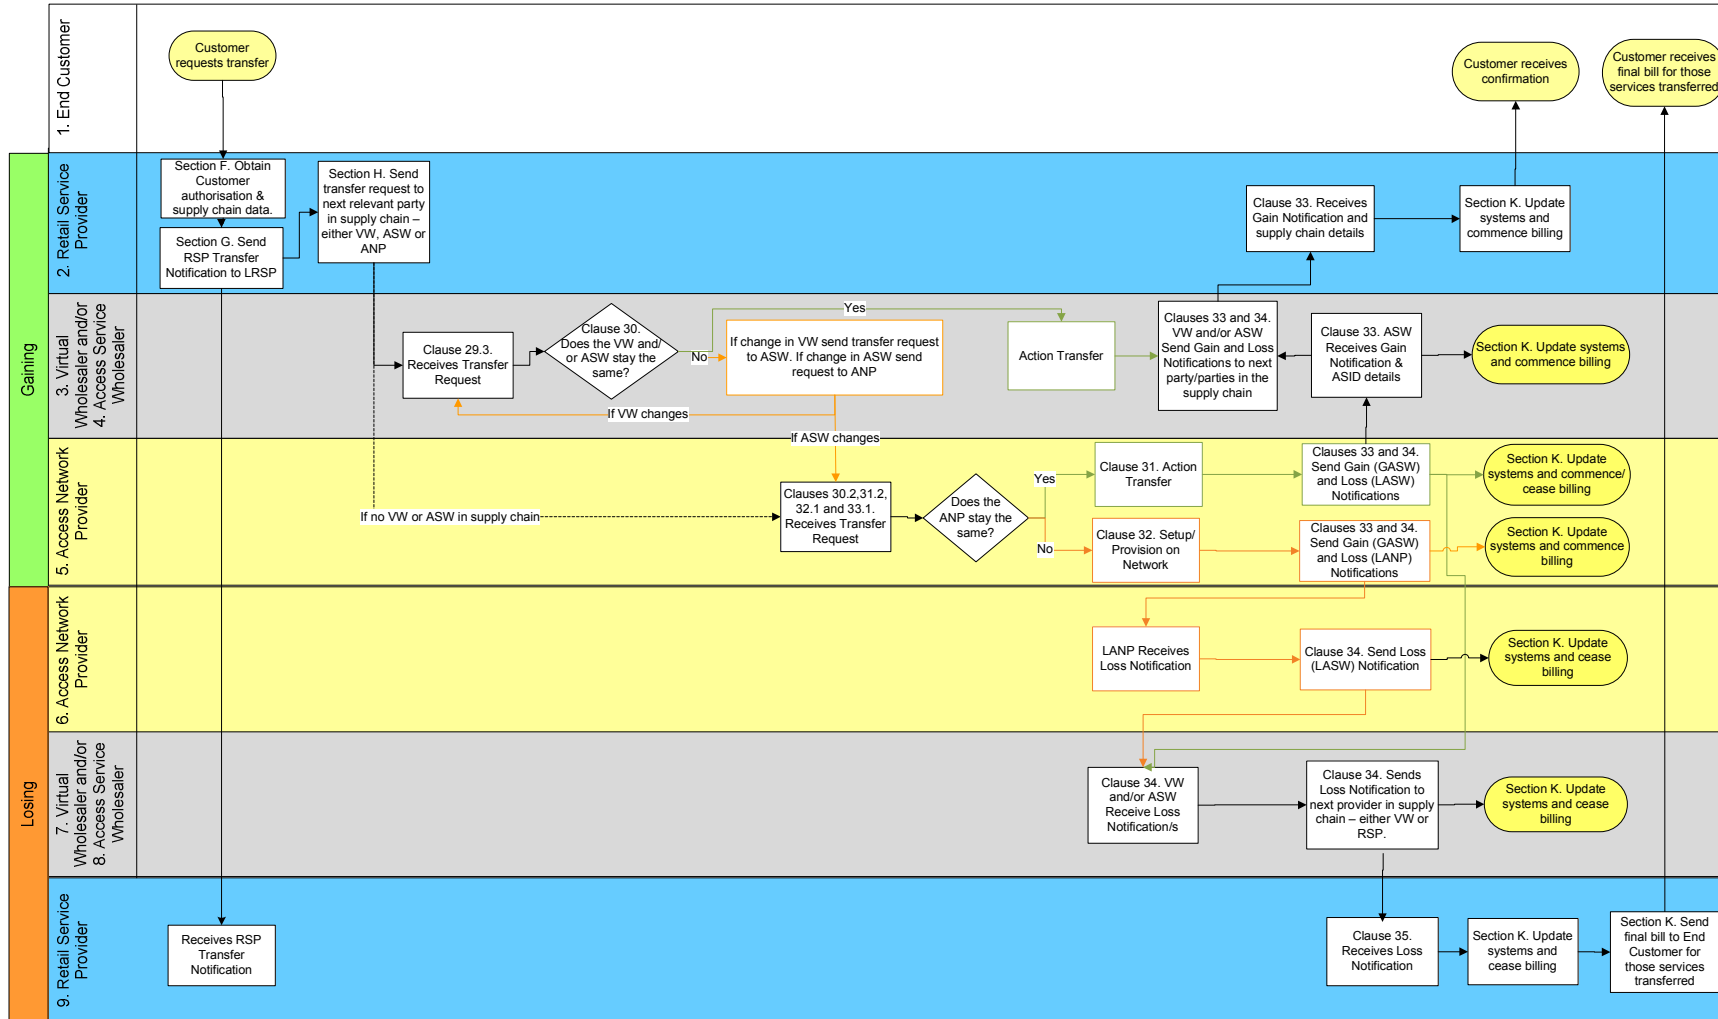 1. End Customer
Customer
requests transfer
Customer receives
confirmation
Customer receives
final bill for those
services transferred
Gaining
2. Retail Service
Provider
Section F. Obtain
Customer
authorisation &
supply chain data.
Section G. Send
RSP Transfer
Notification to LRSP
Section H. Send
transfer request to
next relevant party
in supply chain –
either VW, ASW or
ANP
Clause 33. Receives
Gain Notification and
supply chain details
Section K. Update
systems and
commence billing
3. Virtual
Wholesaler and/or
4. Access Service
Wholesaler
Clause 29.3.
Receives Transfer
Request
Clause 30.
Does the VW and/
or ASW stay the
same?
Yes
No
If change in VW send transfer request
to ASW. If change in ASW send
request to ANP
If VW changes
If ASW changes
Action Transfer
Clauses 33 and 34.
VW and/or ASW
Send Gain and Loss
Notifications to next
party/parties in the
supply chain
Clause 33. ASW
Receives Gain
Notification &
ASID details
Section K. Update systems
and commence billing
5. Access Network
Provider
If no VW or ASW in supply chain
Clauses 30.2,31.2,
32.1 and 33.1.
Receives Transfer
Request
Does the
ANP stay the
same?
Yes
No
Clause 31. Action
Transfer
Clauses 33 and 34.
Send Gain (GASW)
and Loss (LASW)
Notifications
Section K. Update
systems and commence/
cease billing
Clause 32. Setup/
Provision on
Network
Clauses 33 and 34.
Send Gain (GASW)
and Loss (LANP)
Notifications
Section K. Update
systems and commence
billing
Losing
6. Access Network
Provider
LANP Receives
Loss Notification
Clause 34. Send Loss
(LASW) Notification
Section K. Update
systems and cease
billing
7. Virtual
Wholesaler and/or
8. Access Service
Wholesaler
Clause 34. VW
and/or ASW
Receive Loss
Notification/s
Clause 34. Sends
Loss Notification to
next provider in supply
chain – either VW or
RSP.
Section K. Update
systems and cease
billing
9. Retail Service
Provider
Receives RSP
Transfer
Notification
Clause 35.
Receives Loss
Notification
Section K. Update
systems and
cease billing
Section K. Send
final bill to End
Customer for
those services
transferred